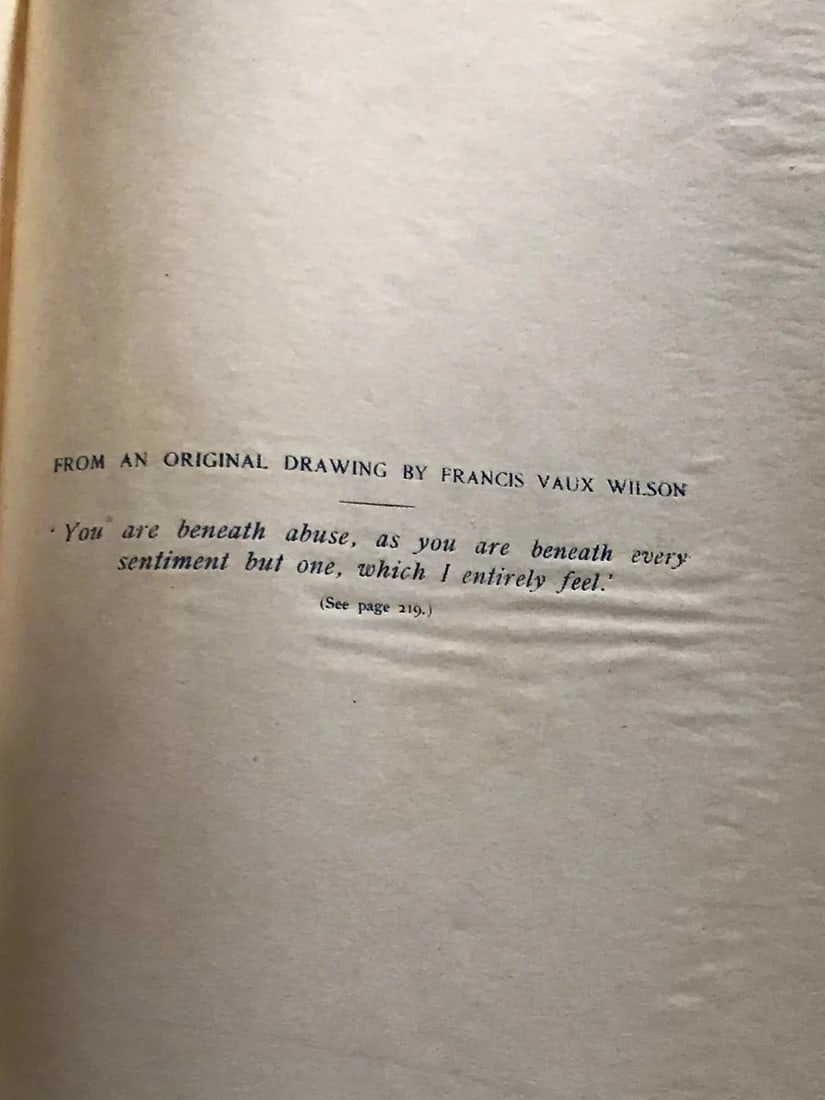 FROM AN ORIGINAL DRAWING BY FRANCIS VAUX WILSON
'You are beneath abuse, as you are beneath every
sentiment but one, which I entirely feel.'
(See page 219.)